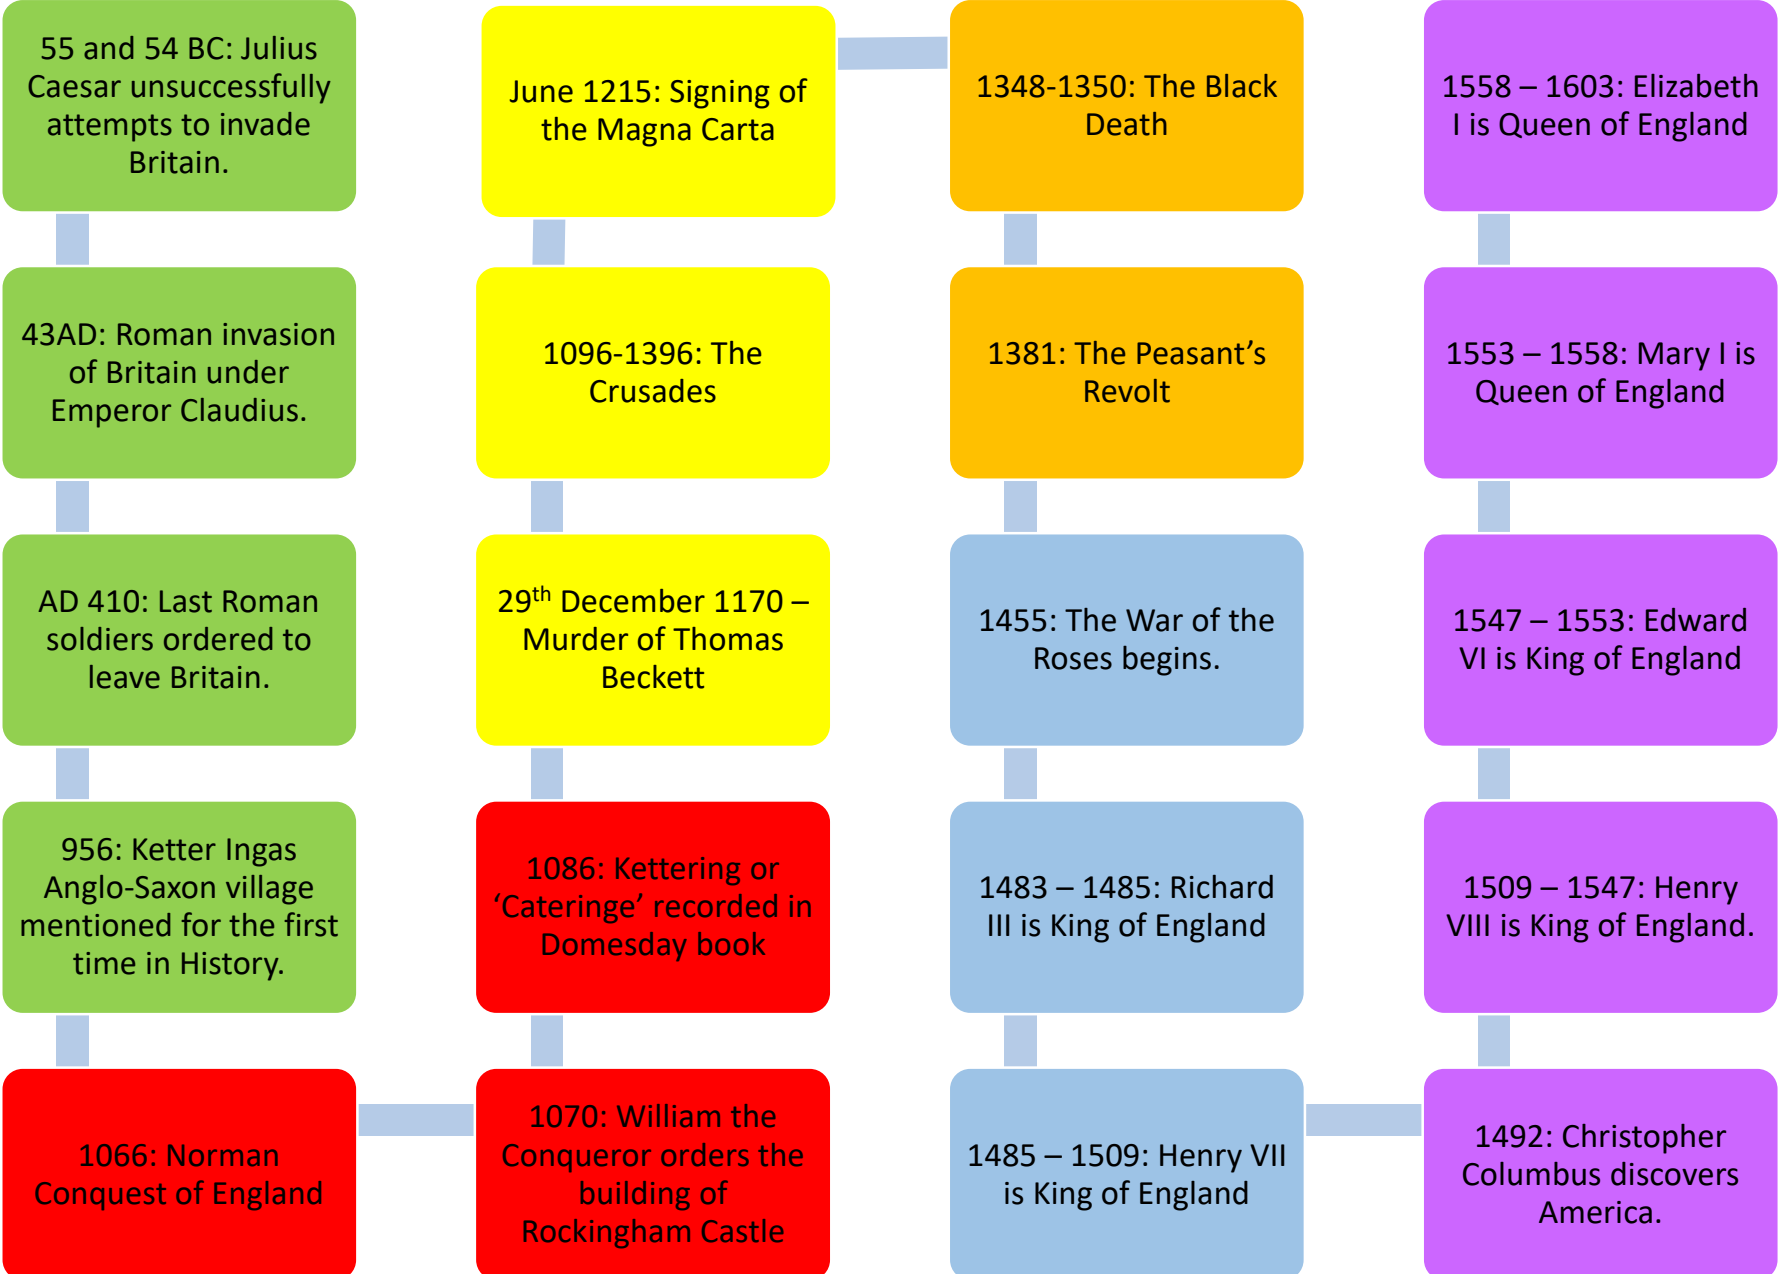 55 and 54 BC: Julius
Caesar unsuccessfully
attempts to invade
Britain.
43AD: Roman invasion
of Britain under
Emperor Claudius.
AD 410: Last Roman
soldiers ordered to
leave Britain.
956: Ketter Ingas
Anglo-Saxon village
mentioned for the first
time in History.
1066: Norman
Conquest of England
1070: William the
Conqueror orders the
building of
Rockingham Castle
1086: Kettering or
‘Cateringe’ recorded in
Domesday book
29th December 1170 –
Murder of Thomas
Beckett
1096-1396: The
Crusades
June 1215: Signing of
the Magna Carta
1348-1350: The Black
Death
1381: The Peasant’s
Revolt
1455: The War of the
Roses begins.
1483 – 1485: Richard
III is King of England
1485 – 1509: Henry VII
is King of England
1492: Christopher
Columbus discovers
America.
1509 – 1547: Henry
VIII is King of England.
1547 – 1553: Edward
VI is King of England
1553 – 1558: Mary I is
Queen of England
1558 – 1603: Elizabeth
I is Queen of England